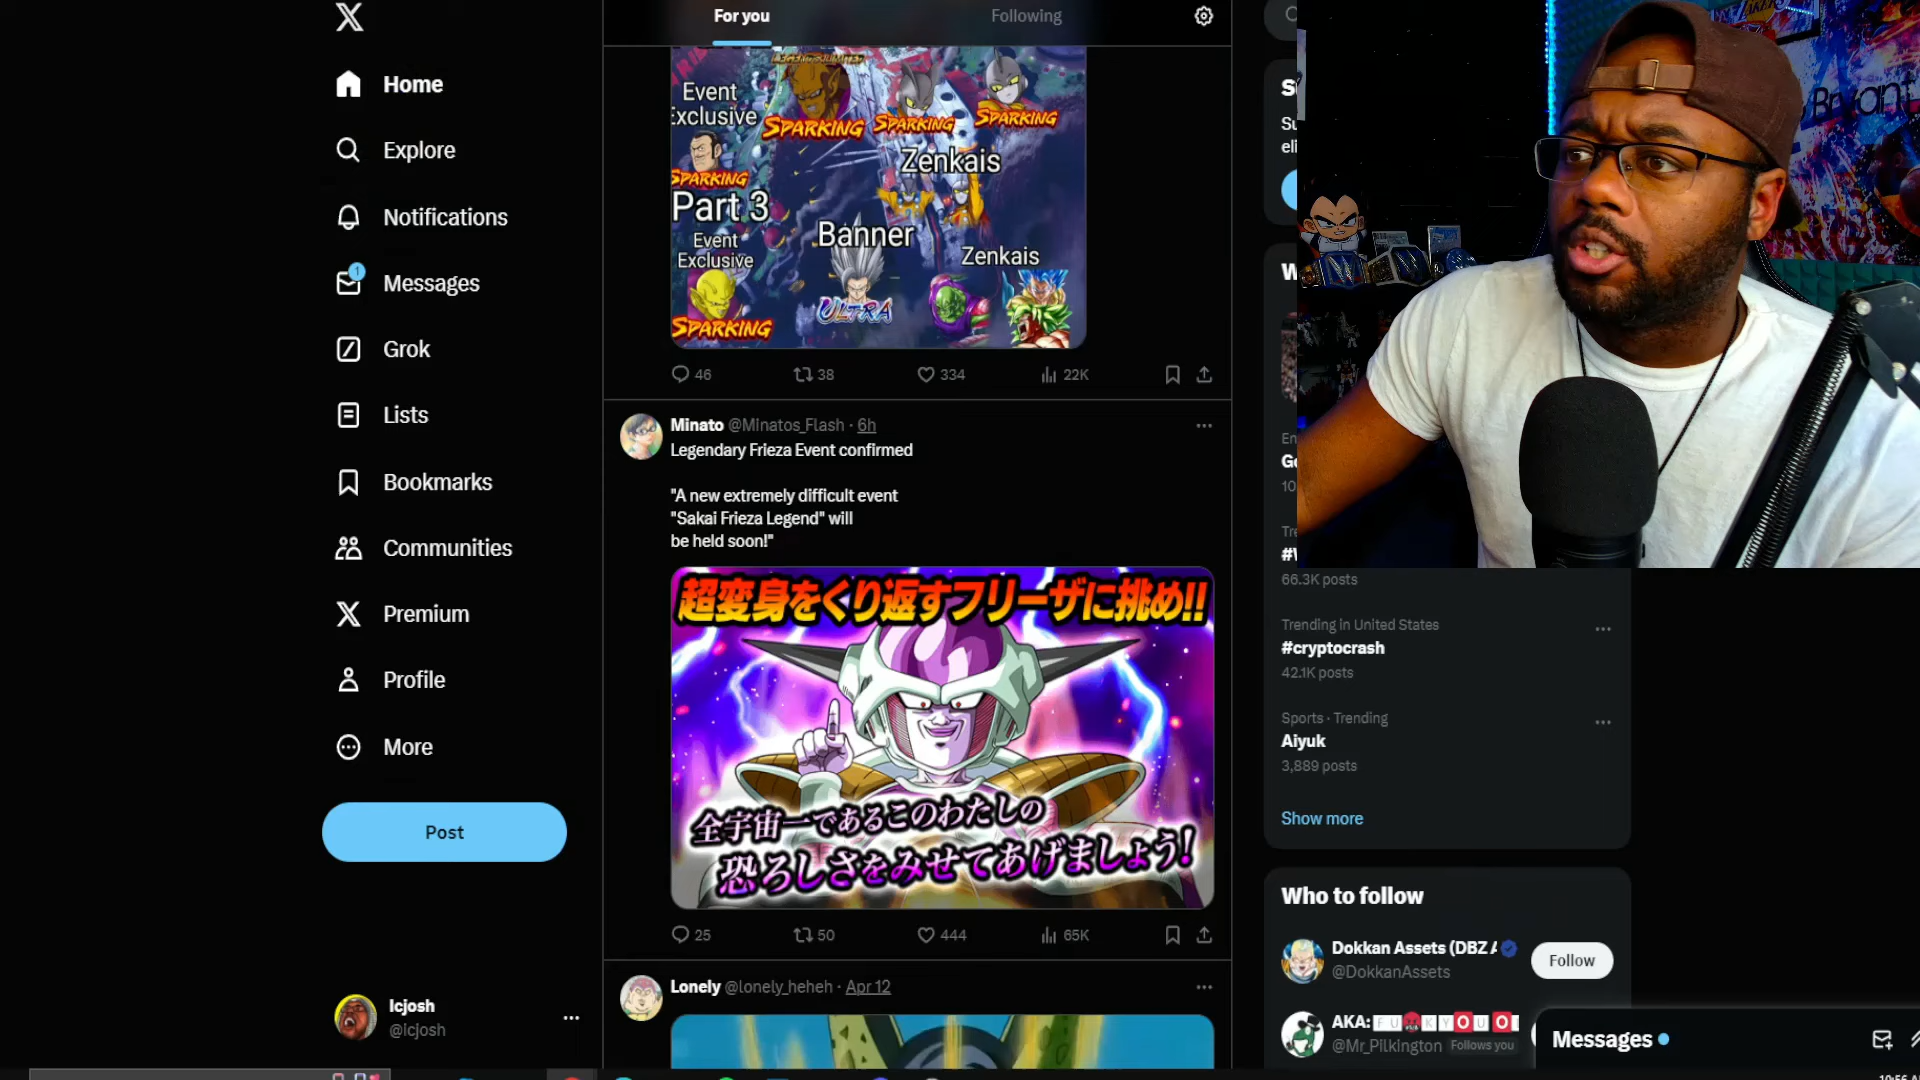 For you
Following
Home
Explore
Notifications
1
Messages
Grok
Lists
Bookmarks
Communities
Premium
Profile
More
Post
Icjosh
@icjosh
Event
Exclusive
SPARKING
SPARKING
SPARKING
Zenkais
SPARKING
Part 3
Banner
Event
Exclusive
Zenkais
ULTRA
SPARKING
46
38
334
22K
Minato @Minatos_Flash · 6h
Legendary Frieza Event confirmed
"A new extremely difficult event
"Sakai Frieza Legend" will
be held soon!"
超変身をくり返すフリーザに挑め!!
全宇宙一であるこのわたしの
恐ろしさをみせてあげましょう!
25
50
444
65K
Lonely @lonely_heheh · Apr 12
Bryant
66.3K posts
Trending in United States
#cryptocrash
42.1K posts
Sports · Trending
Aiyuk
3,889 posts
Show more
Who to follow
Dokkan Assets (DBZ
@DokkanAssets
Follow
AKA: F U K Y O U O
@Mr_Pilkington Follows you
Messages